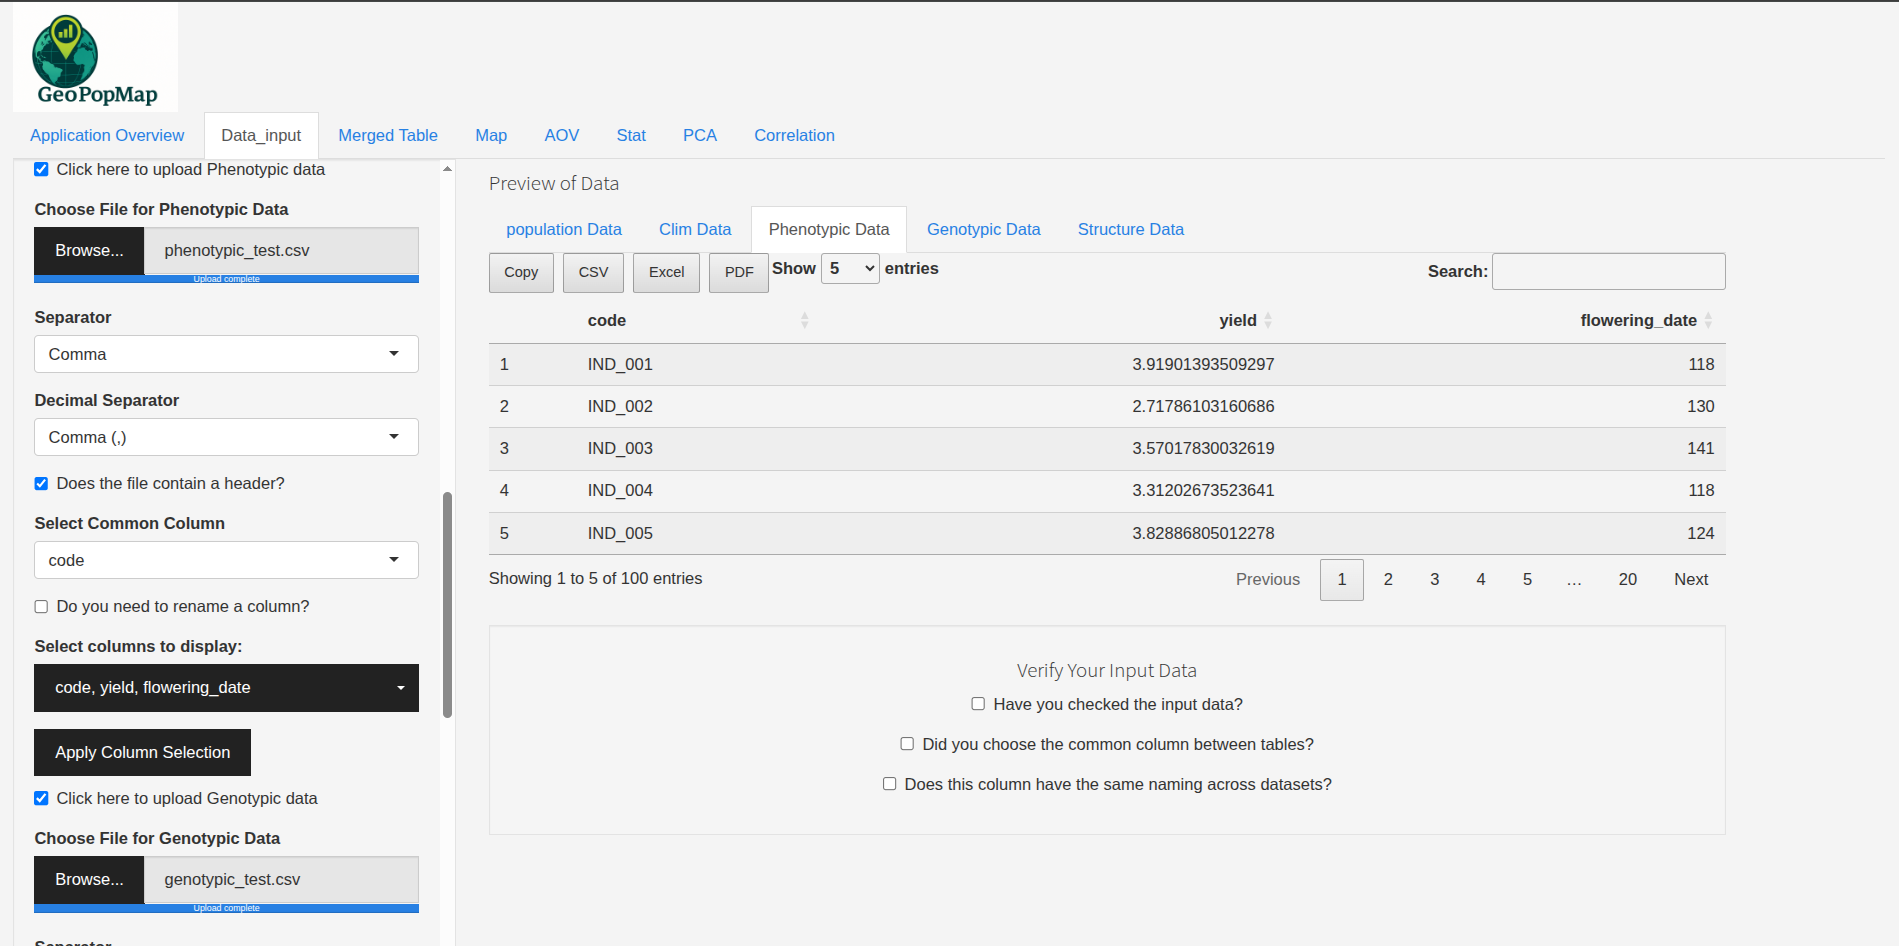 GeoPopMap
Application Overview Data_input Merged Table Map AOV Stat PCA Correlation
Click here to upload Phenotypic data
Choose File for Phenotypic Data
Browse... phenotypic_test.csv
Upload complete
Separator
Comma
Decimal Separator
Comma (,)
Does the file contain a header?
Select Common Column
code
Do you need to rename a column?
Select columns to display:
code, yield, flowering_date
Apply Column Selection
Click here to upload Genotypic data
Choose File for Genotypic Data
Browse... genotypic_test.csv
Upload complete
Separator
Preview of Data
population Data Clim Data Phenotypic Data Genotypic Data Structure Data
Copy CSV Excel PDF Show 5 entries Search:
code yield flowering_date
1 IND_001 3.91901393509297 118
2 IND_002 2.71786103160686 130
3 IND_003 3.57017830032619 141
4 IND_004 3.31202673523641 118
5 IND_005 3.82886805012278 124
Showing 1 to 5 of 100 entries Previous 1 2 3 4 5 … 20 Next
Verify Your Input Data
Have you checked the input data?
Did you choose the common column between tables?
Does this column have the same naming across datasets?